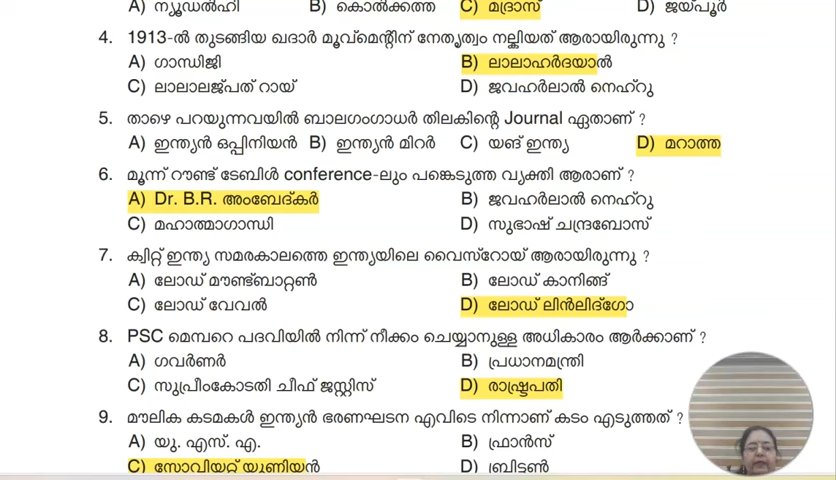 A) ന്യൂഡൽഹി B) കൊൽക്കത്ത C) മദ്രാസ് D) ജയ്പൂർ
4. 1913-ൽ തുടങ്ങിയ ഖദാർ മൂവ്മെന്റിന് നേതൃത്വം നല്കിയത് ആരായിരുന്നു ?
A) ഗാന്ധിജി B) ലാലാഹർദയാൽ
C) ലാലാലജ്പത് റായ് D) ജവഹർലാൽ നെഹ്റു
5. താഴെ പറയുന്നവയിൽ ബാലഗംഗാധർ തിലകിന്റെ Journal ഏതാണ് ?
A) ഇന്ത്യൻ ഒപ്പിനിയൻ B) ഇന്ത്യൻ മിറർ C) യങ് ഇന്ത്യ D) മറാത്ത
6. മൂന്ന് റൗണ്ട് ടേബിൾ conference-ലും പങ്കെടുത്ത വ്യക്തി ആരാണ് ?
A) Dr. B.R. അംബേദ്കർ B) ജവഹർലാൽ നെഹ്റു
C) മഹാത്മാഗാന്ധി D) സുഭാഷ് ചന്ദ്രബോസ്
7. ക്വിറ്റ് ഇന്ത്യ സമരകാലത്തെ ഇന്ത്യയിലെ വൈസ്റോയ് ആരായിരുന്നു ?
A) ലോഡ് മൗണ്ട്ബാറ്റൺ B) ലോഡ് കാനിങ്ങ്
C) ലോഡ് വേവൽ D) ലോഡ് ലിൻലിദ്ഗോ
8. PSC മെമ്പറെ പദവിയിൽ നിന്ന് നീക്കം ചെയ്യാനുള്ള അധികാരം ആർക്കാണ് ?
A) ഗവർണർ B) പ്രധാനമന്ത്രി
C) സുപ്രീംകോടതി ചീഫ് ജസ്റ്റിസ് D) രാഷ്ട്രപതി
9. മൗലിക കടമകൾ ഇന്ത്യൻ ഭരണഘടന എവിടെ നിന്നാണ് കടം എടുത്തത് ?
A) യു. എസ്. എ. B) ഫ്രാൻസ്
C) സോവിയറ്റ് യൂണിയൻ D) ബ്രിട്ടൺ